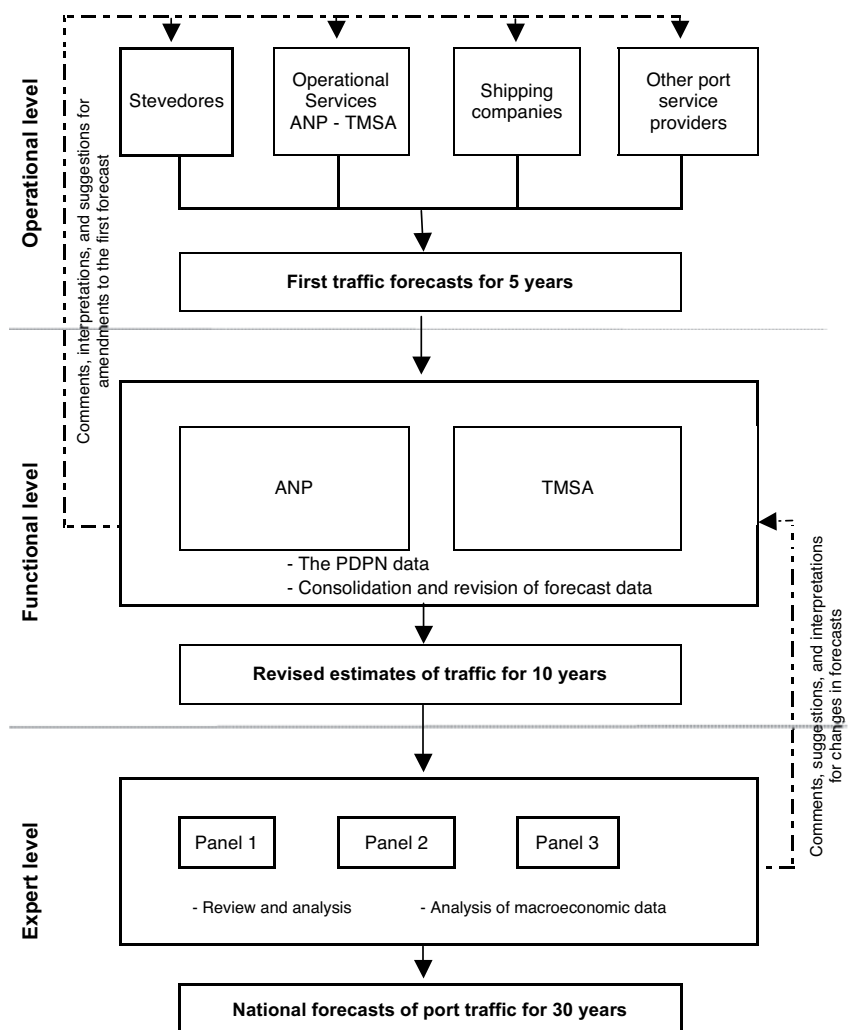 Operational level
Stevedores
Operational
Services
ANP - TMSA
Shipping
companies
Other port
service
providers
Comments, interpretations, and suggestions for
amendments to the first forecast
First traffic forecasts for 5 years
Functional level
ANP
TMSA
- The PDPN data
- Consolidation and revision of forecast data
Revised estimates of traffic for 10 years
Comments, suggestions, and interpretations
for changes in forecasts
Expert level
Panel 1
Panel 2
Panel 3
- Review and analysis
- Analysis of macroeconomic data
National forecasts of port traffic for 30 years